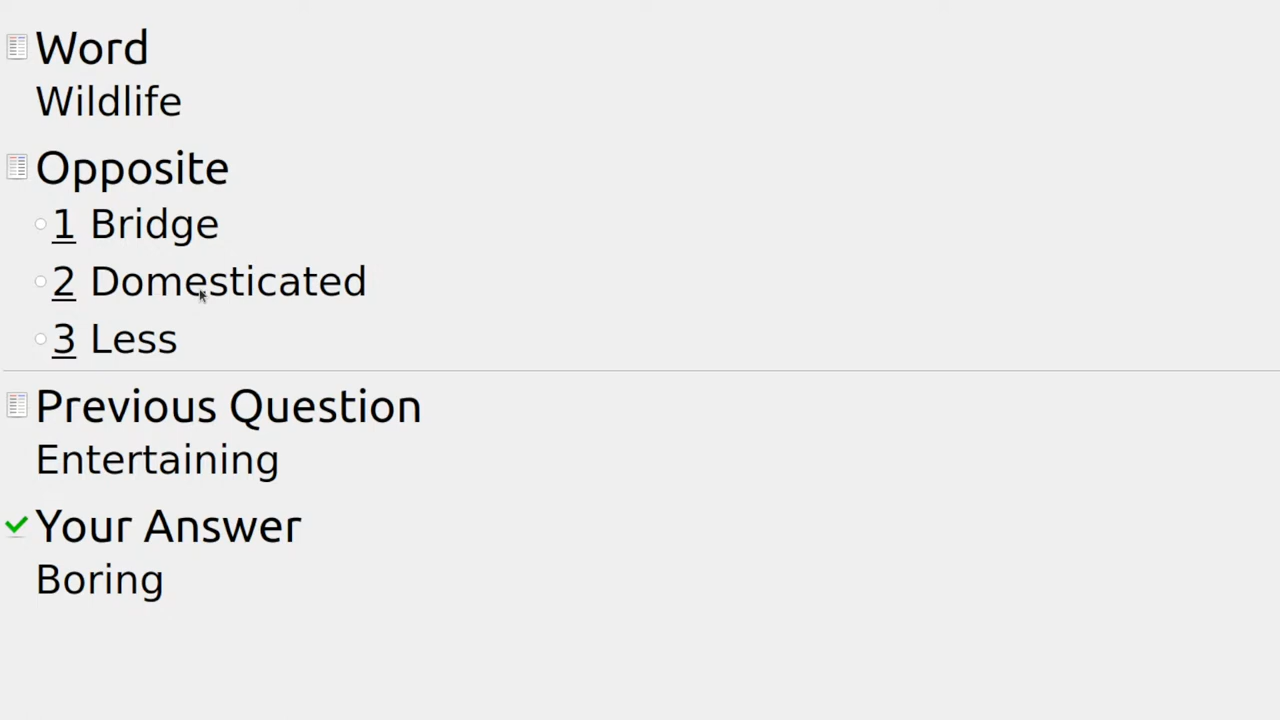 Word
Wildlife
Opposite
1 Bridge
2 Domesticated
3 Less
Previous Question
Entertaining
Your Answer
Boring